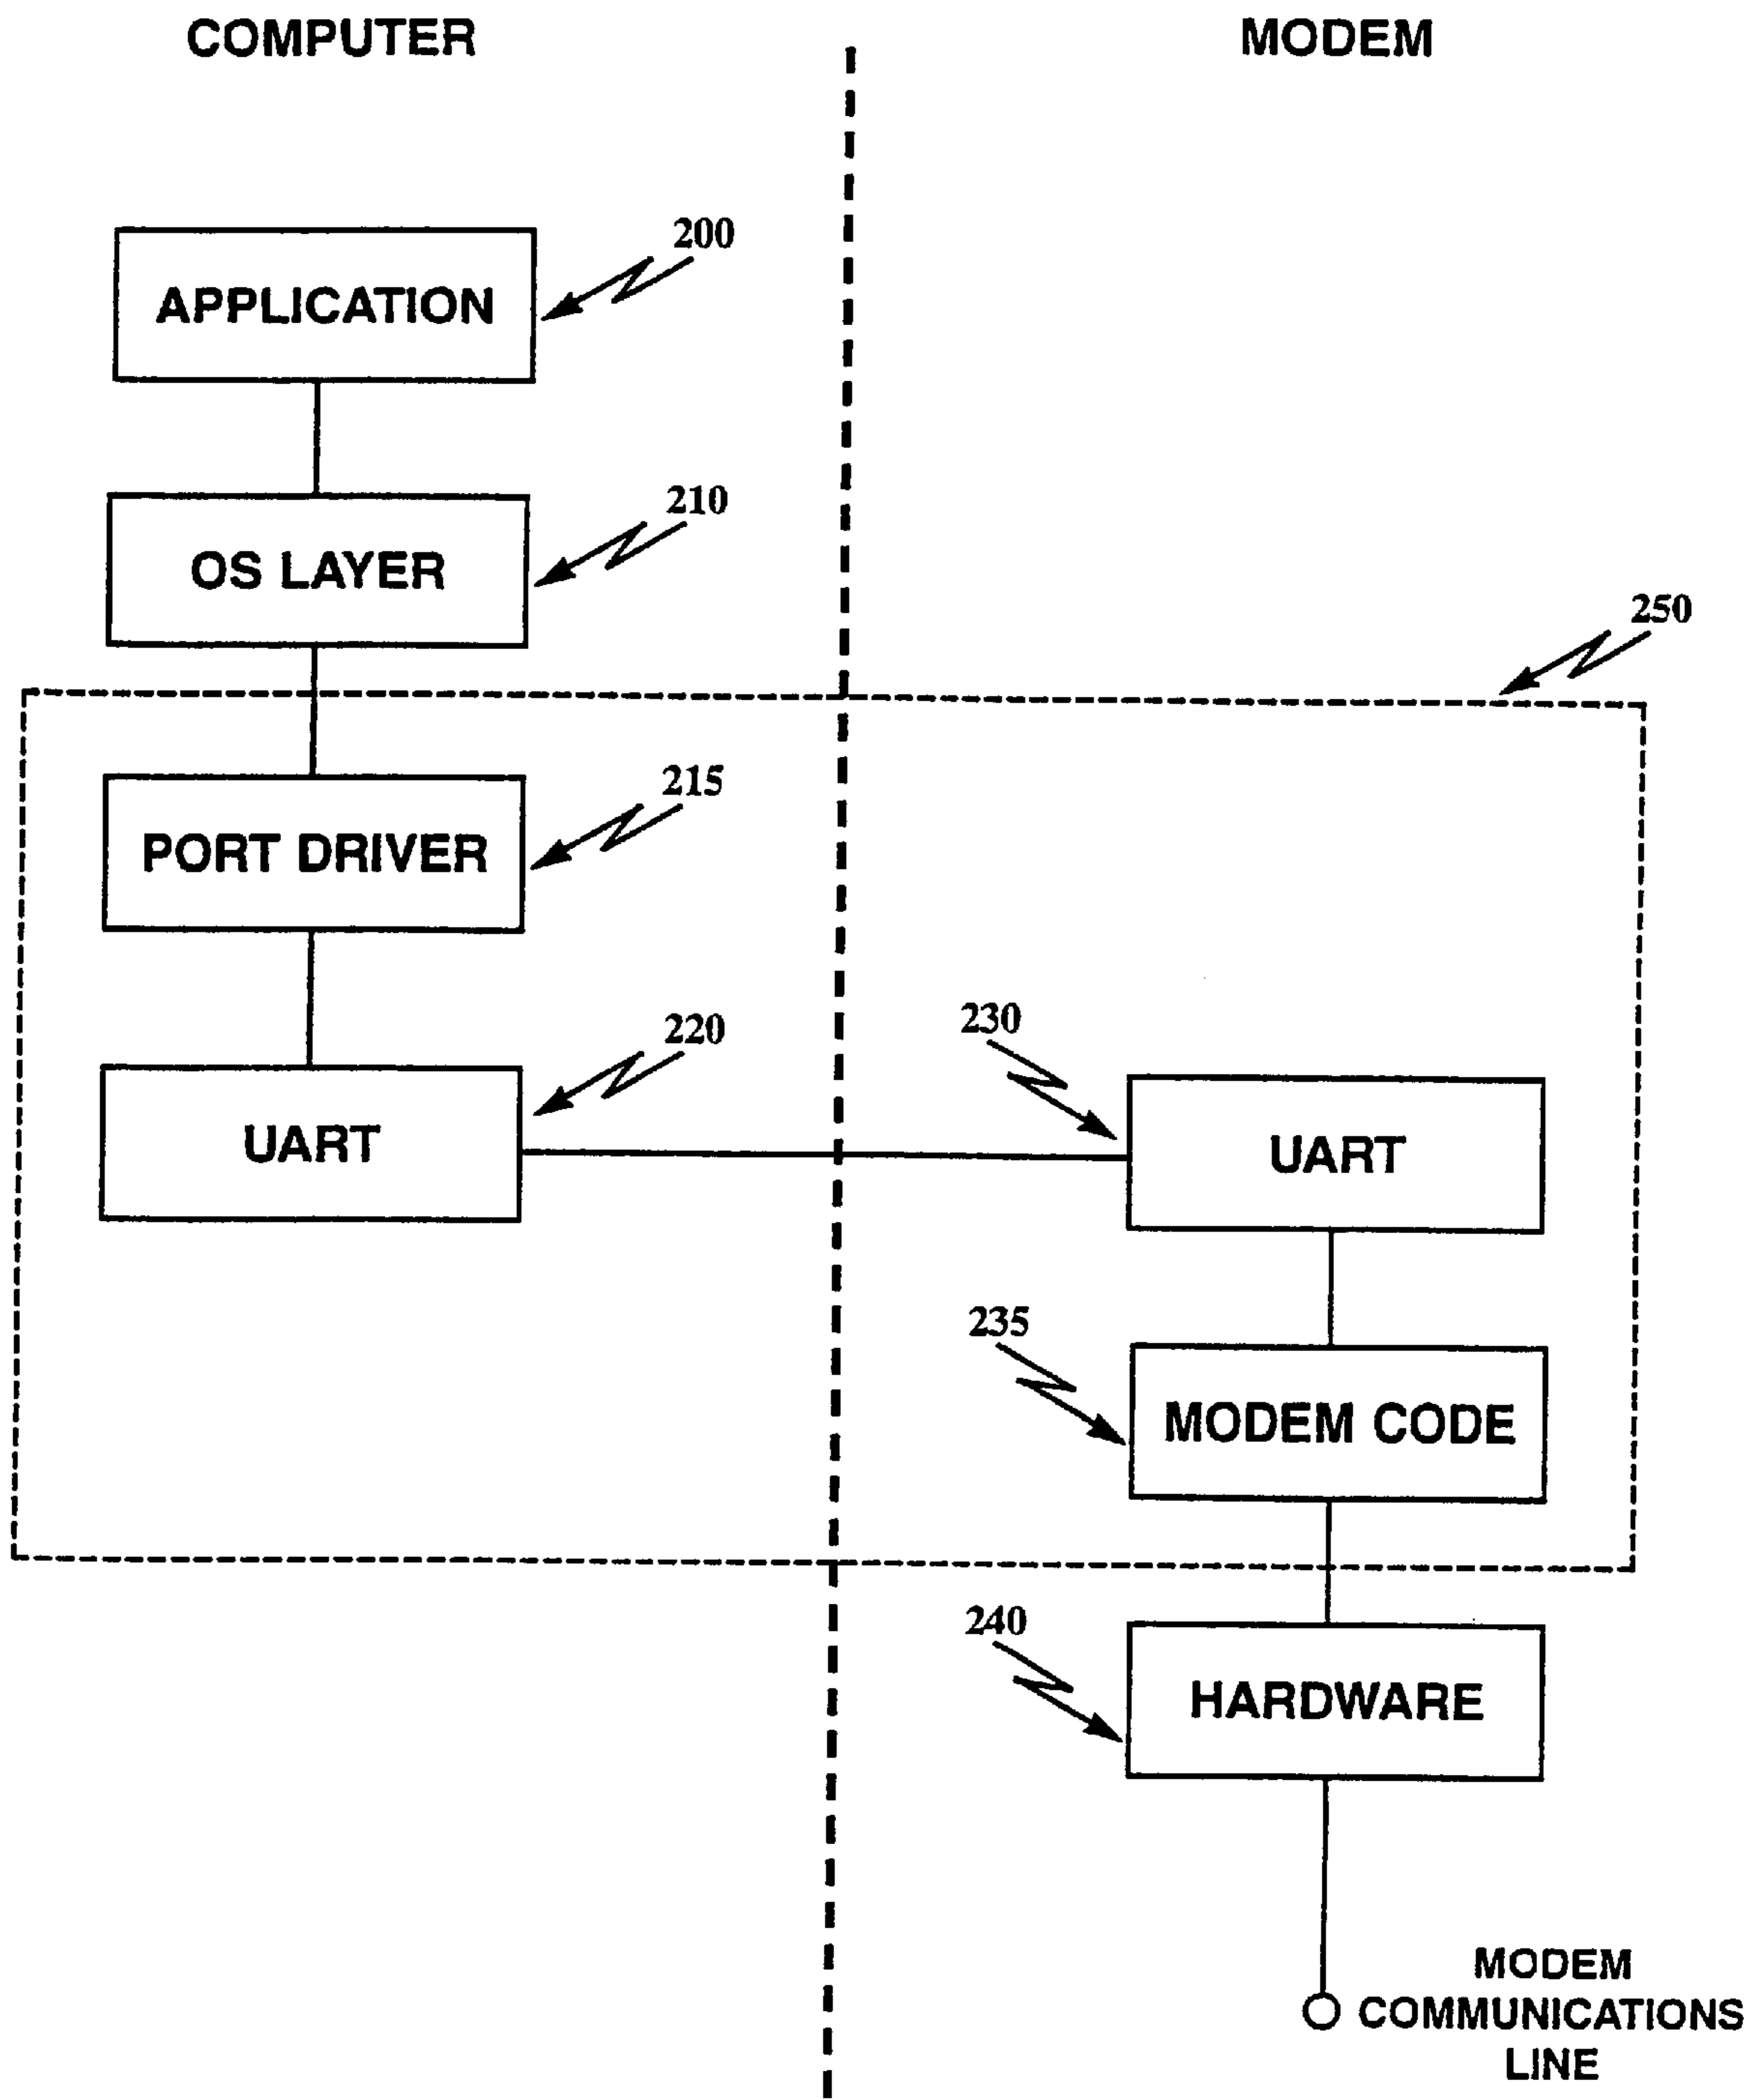 COMPUTER
MODEM
200
APPLICATION
210
OS LAYER
250
215
PORT DRIVER
220
230
UART
UART
235
MODEM CODE
240
HARDWARE
MODEM
COMMUNICATIONS
LINE